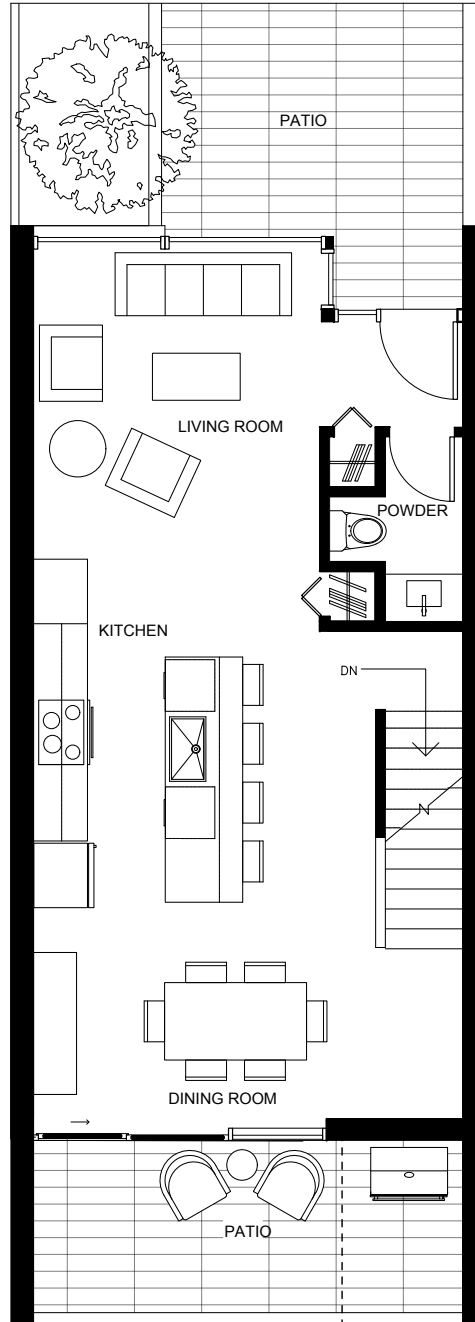 PATIO
LIVING ROOM
POWDER
KITCHEN
DN
DINING ROOM
PATIO